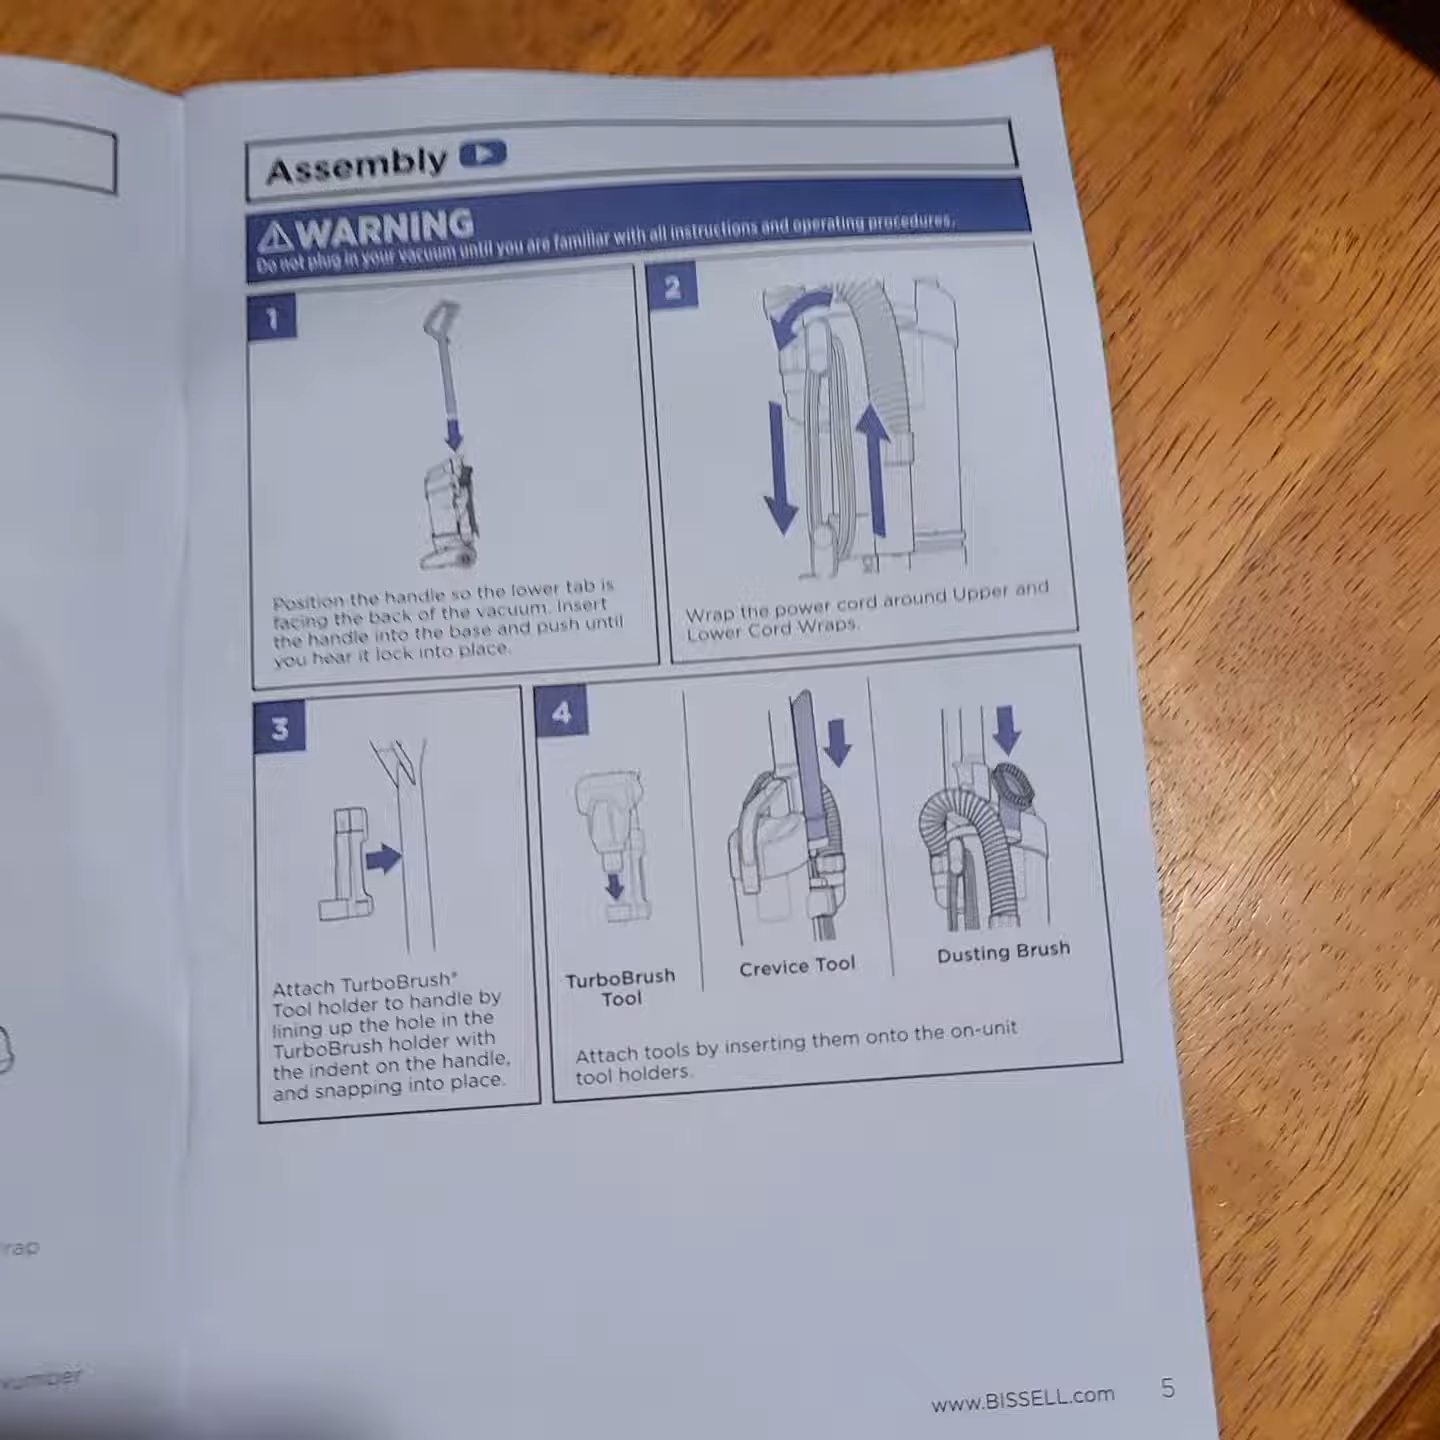 Assembly
WARNING
Do not plug in your vacuum until you are familiar with all instructions and operating procedures.
1
Position the handle so the lower tab is
facing the back of the vacuum. Insert
the handle into the base and push until
you hear it lock into place.
2
Wrap the power cord around Upper and
Lower Cord Wraps.
3
Attach TurboBrush®
Tool holder to handle by
lining up the hole in the
TurboBrush holder with
the indent on the handle,
and snapping into place.
4
TurboBrush
Tool
Crevice Tool
Dusting Brush
Attach tools by inserting them onto the on-unit
tool holders.
rap
number
www.BISSELL.com
5